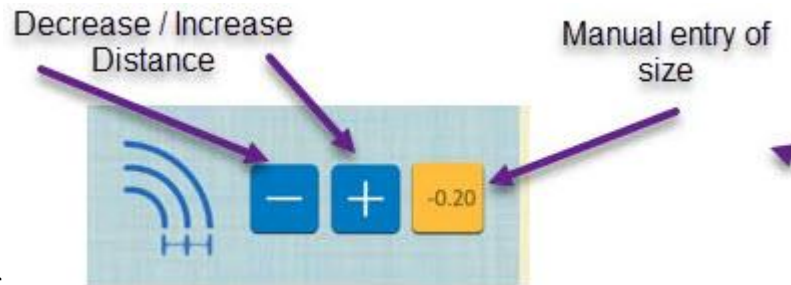 Decrease / Increase
Distance
Manual entry of
size
− +
-0.20
.